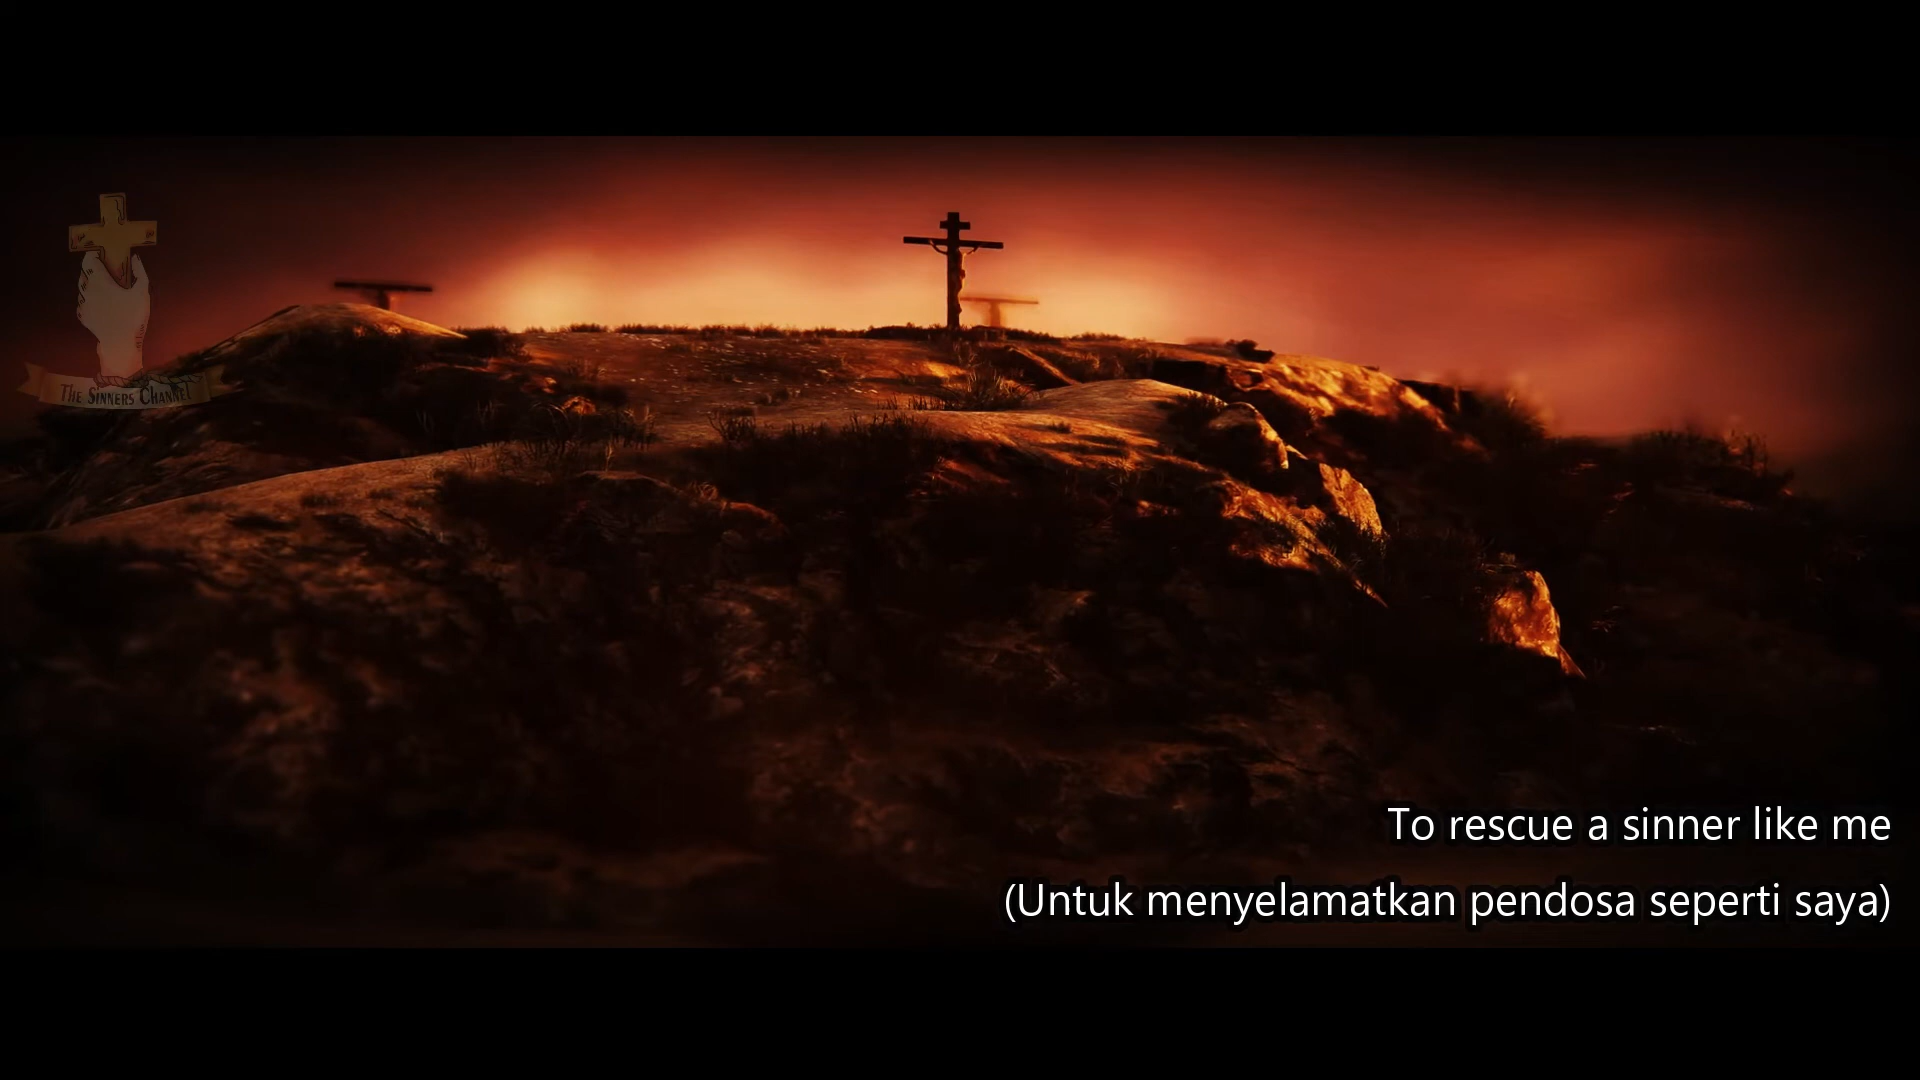 The Sinners Channel
To rescue a sinner like me
(Untuk menyelamatkan pendosa seperti saya)